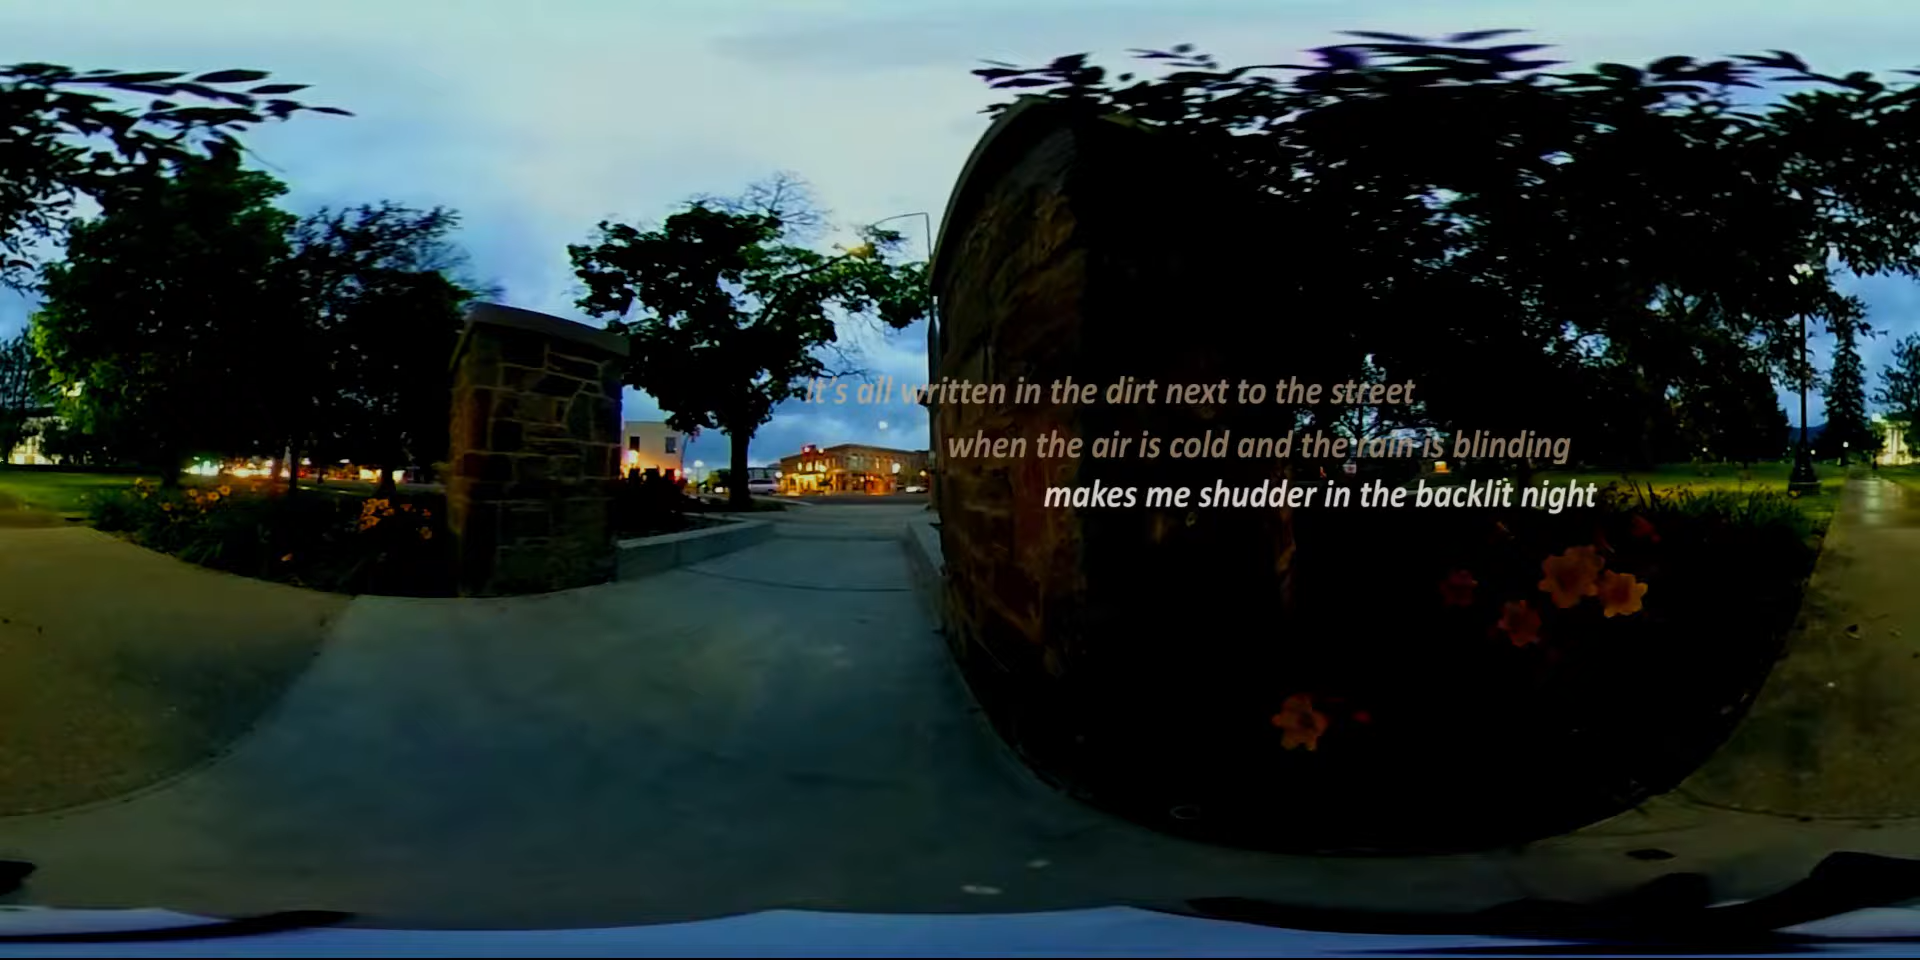 It's all written in the dirt next to the street
when the air is cold and the rain is blinding
makes me shudder in the backlit night